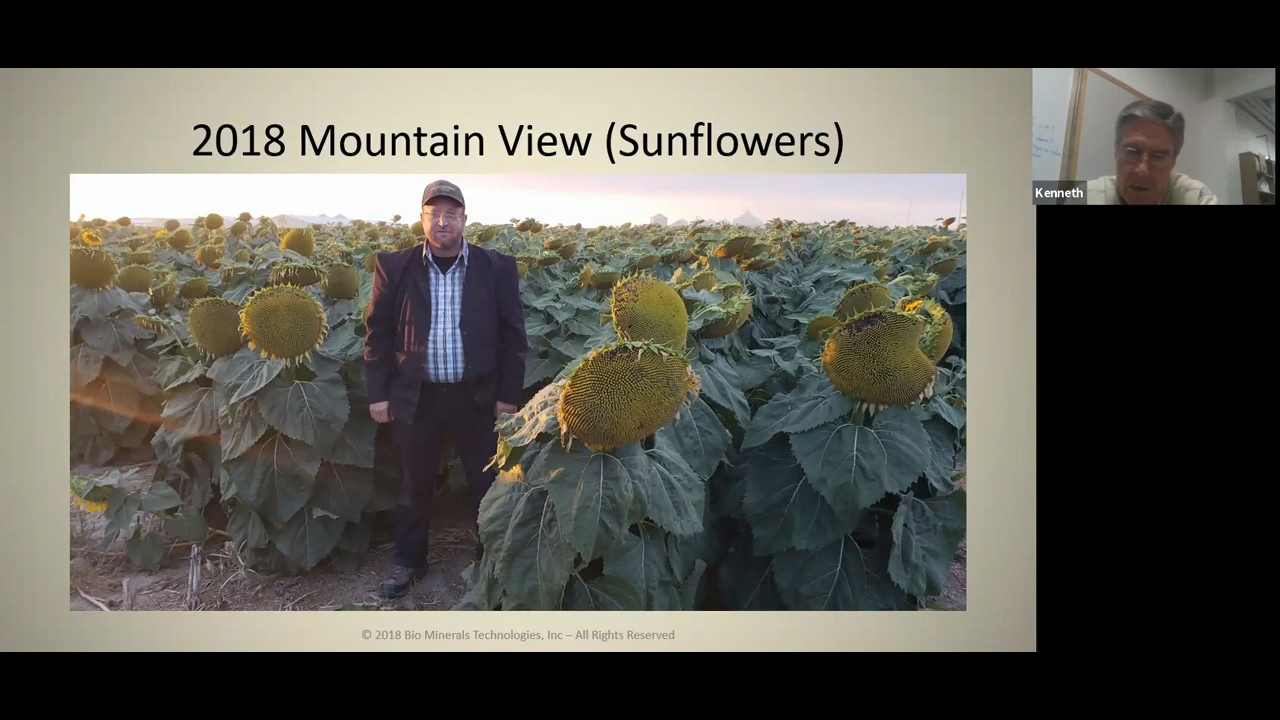 2018 Mountain View (Sunflowers)
Kenneth
© 2018 Bio Minerals Technologies, Inc – All Rights Reserved